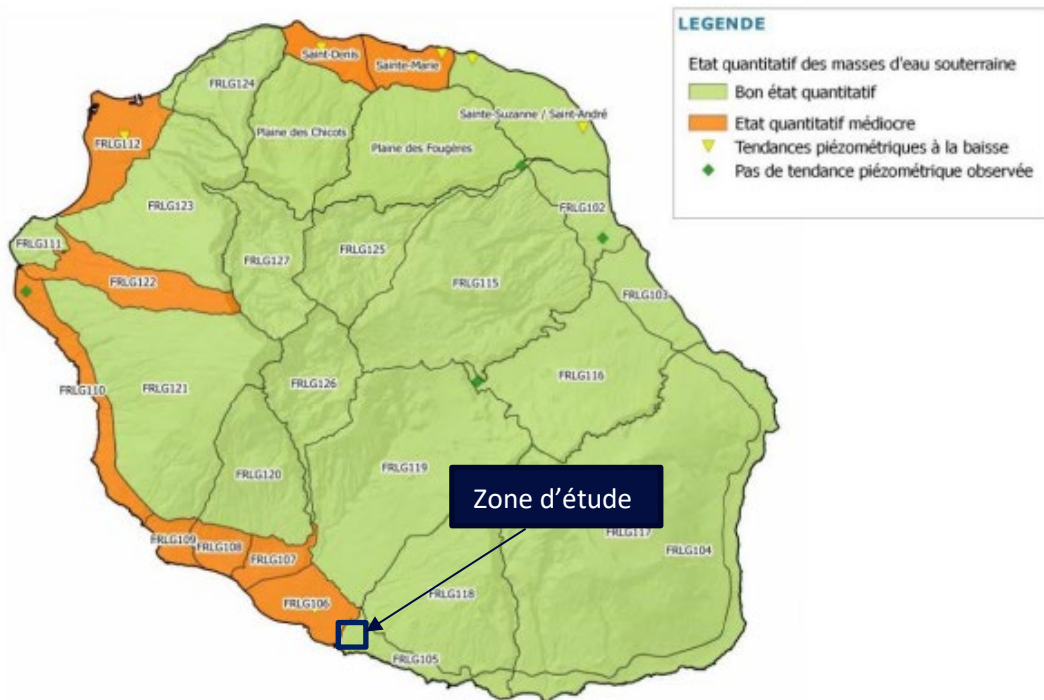 LEGENDE
Etat quantitatif des masses d'eau souterraine
Bon état quantitatif
Etat quantitatif médiocre
Tendances piézométriques à la baisse
Pas de tendance piézométrique observée
Saint-Denis
Sainte-Marie
FRLG124
Sainte-Suzanne / Saint-André
Plaine des Chicots
FRLG112
Plaine des Fougères
FRLG123
FRLG102
FRLG111
FRLG125
FRLG127
FRLG122
FRLG115
FRLG103
FRLG116
FRLG126
FRLG110
FRLG121
FRLG119
FRLG120
Zone d'étude
FRLG117
FRLG109
FRLG108
FRLG104
FRLG107
FRLG118
FRLG106
FRLG105